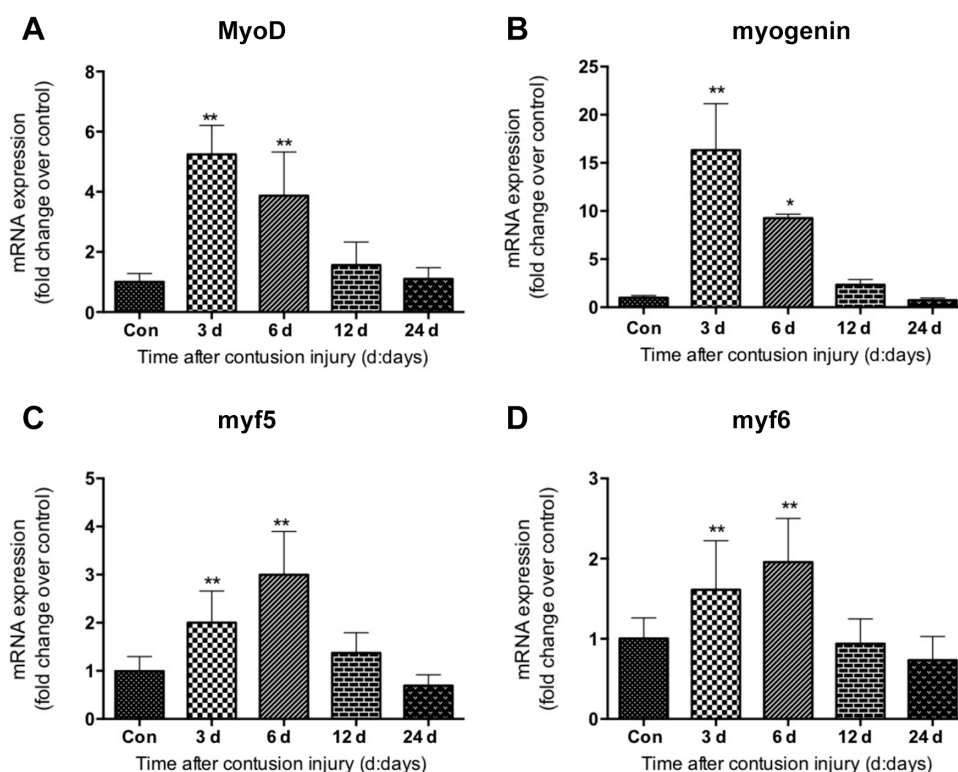 A MyoD
mRNA expression
(fold change over control)
8
6
4
2
0
**
**
Con 3 d 6 d 12 d 24 d
Time after contusion injury (d:days)
B myogenin
mRNA expression
(fold change over control)
25
20
15
10
5
0
**
*
Con 3 d 6 d 12 d 24 d
Time after contusion injury (d:days)
C myf5
mRNA expression
(fold change over control)
5
4
3
2
1
0
**
**
Con 3 d 6 d 12 d 24 d
Time after contusion injury (d:days)
D myf6
mRNA expression
(fold change over control)
3
2
1
0
**
**
Con 3 d 6 d 12 d 24 d
Time after contusion injury (d:days)